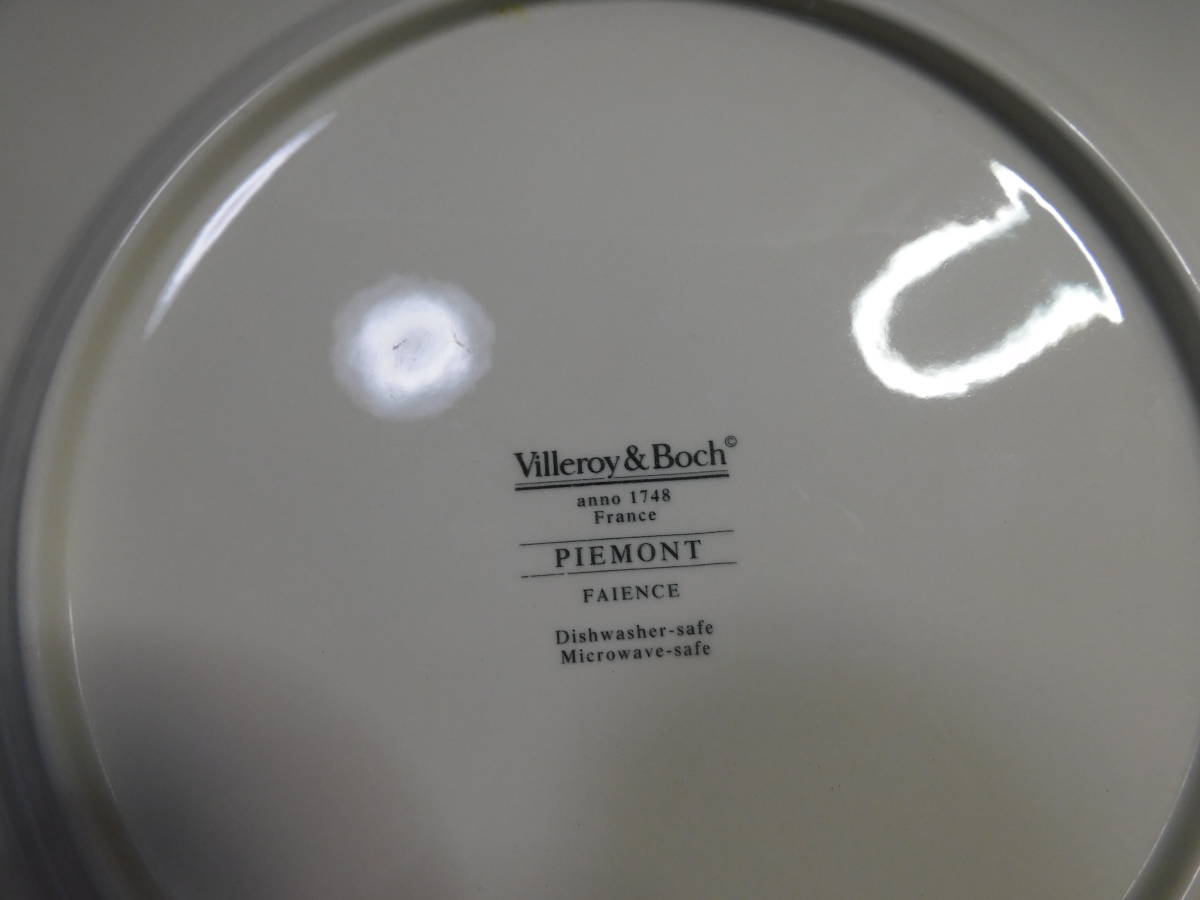 Villeroy & Boch©
anno 1748
France
PIEMONT
FAIENCE
Dishwasher-safe
Microwave-safe